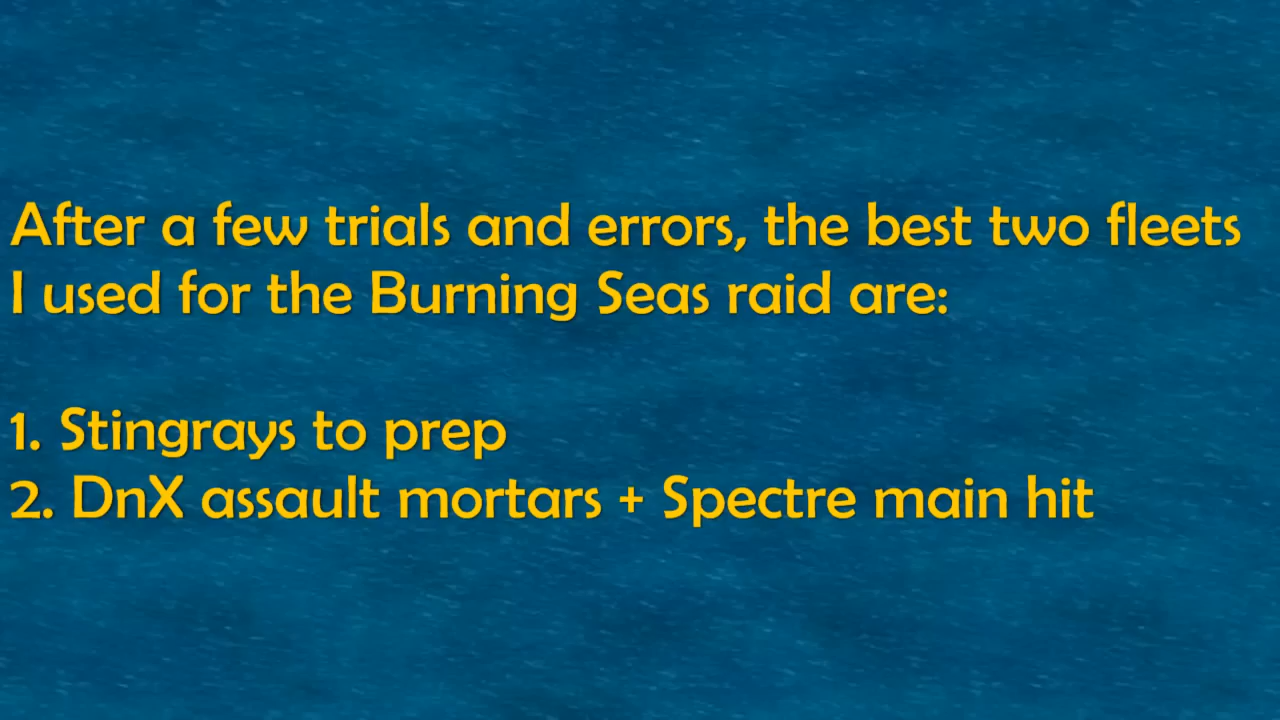 After a few trials and errors, the best two fleets
I used for the Burning Seas raid are:
1. Stingrays to prep
2. DnX assault mortars + Spectre main hit